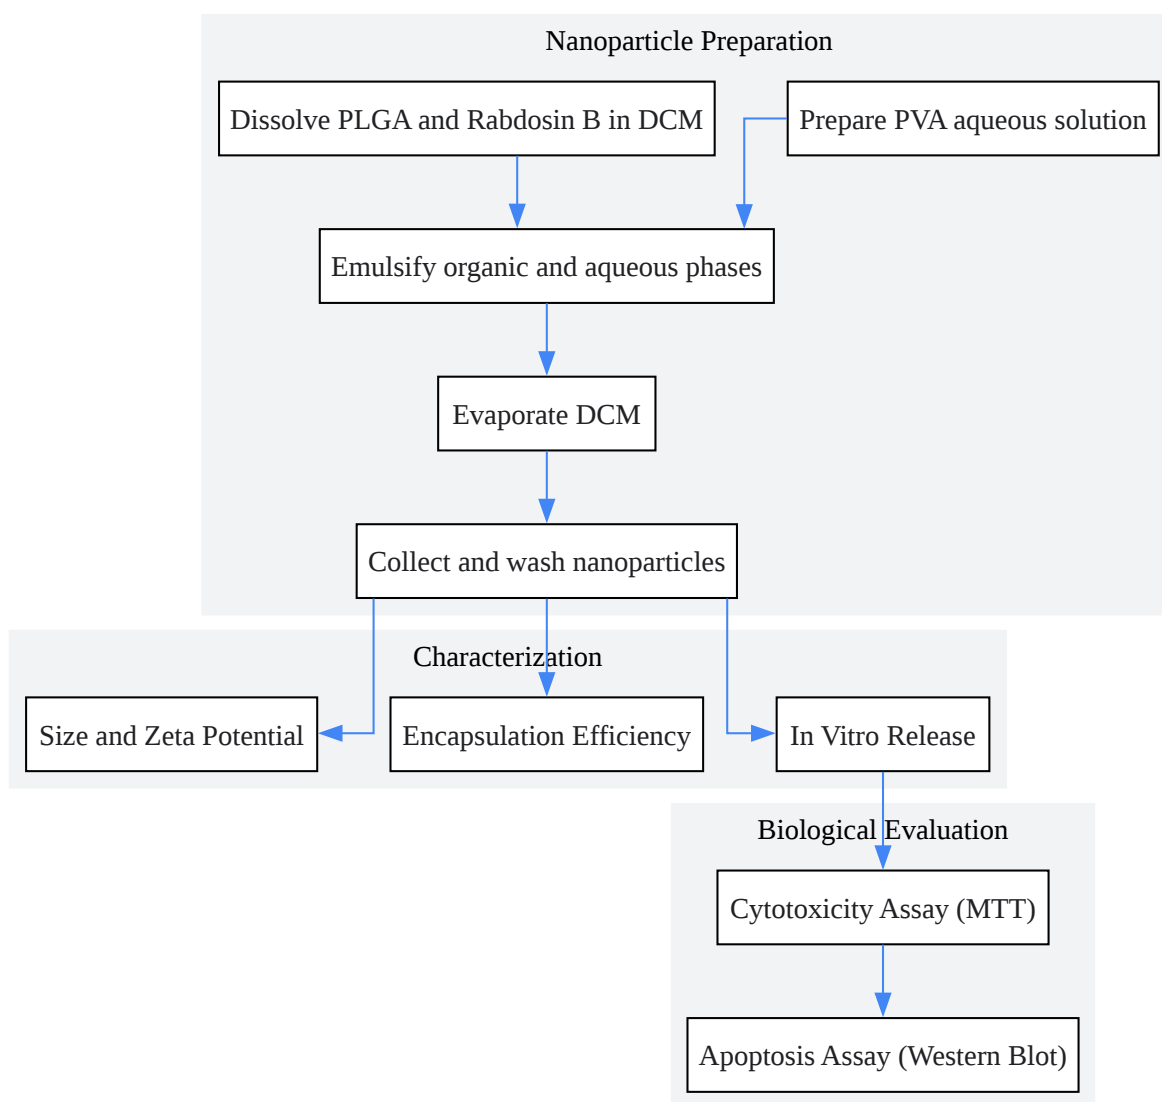 Nanoparticle Preparation
Dissolve PLGA and Rabdosin B in DCM
Prepare PVA aqueous solution
Emulsify organic and aqueous phases
Evaporate DCM
Collect and wash nanoparticles
Characterization
Size and Zeta Potential
Encapsulation Efficiency
In Vitro Release
Biological Evaluation
Cytotoxicity Assay (MTT)
Apoptosis Assay (Western Blot)